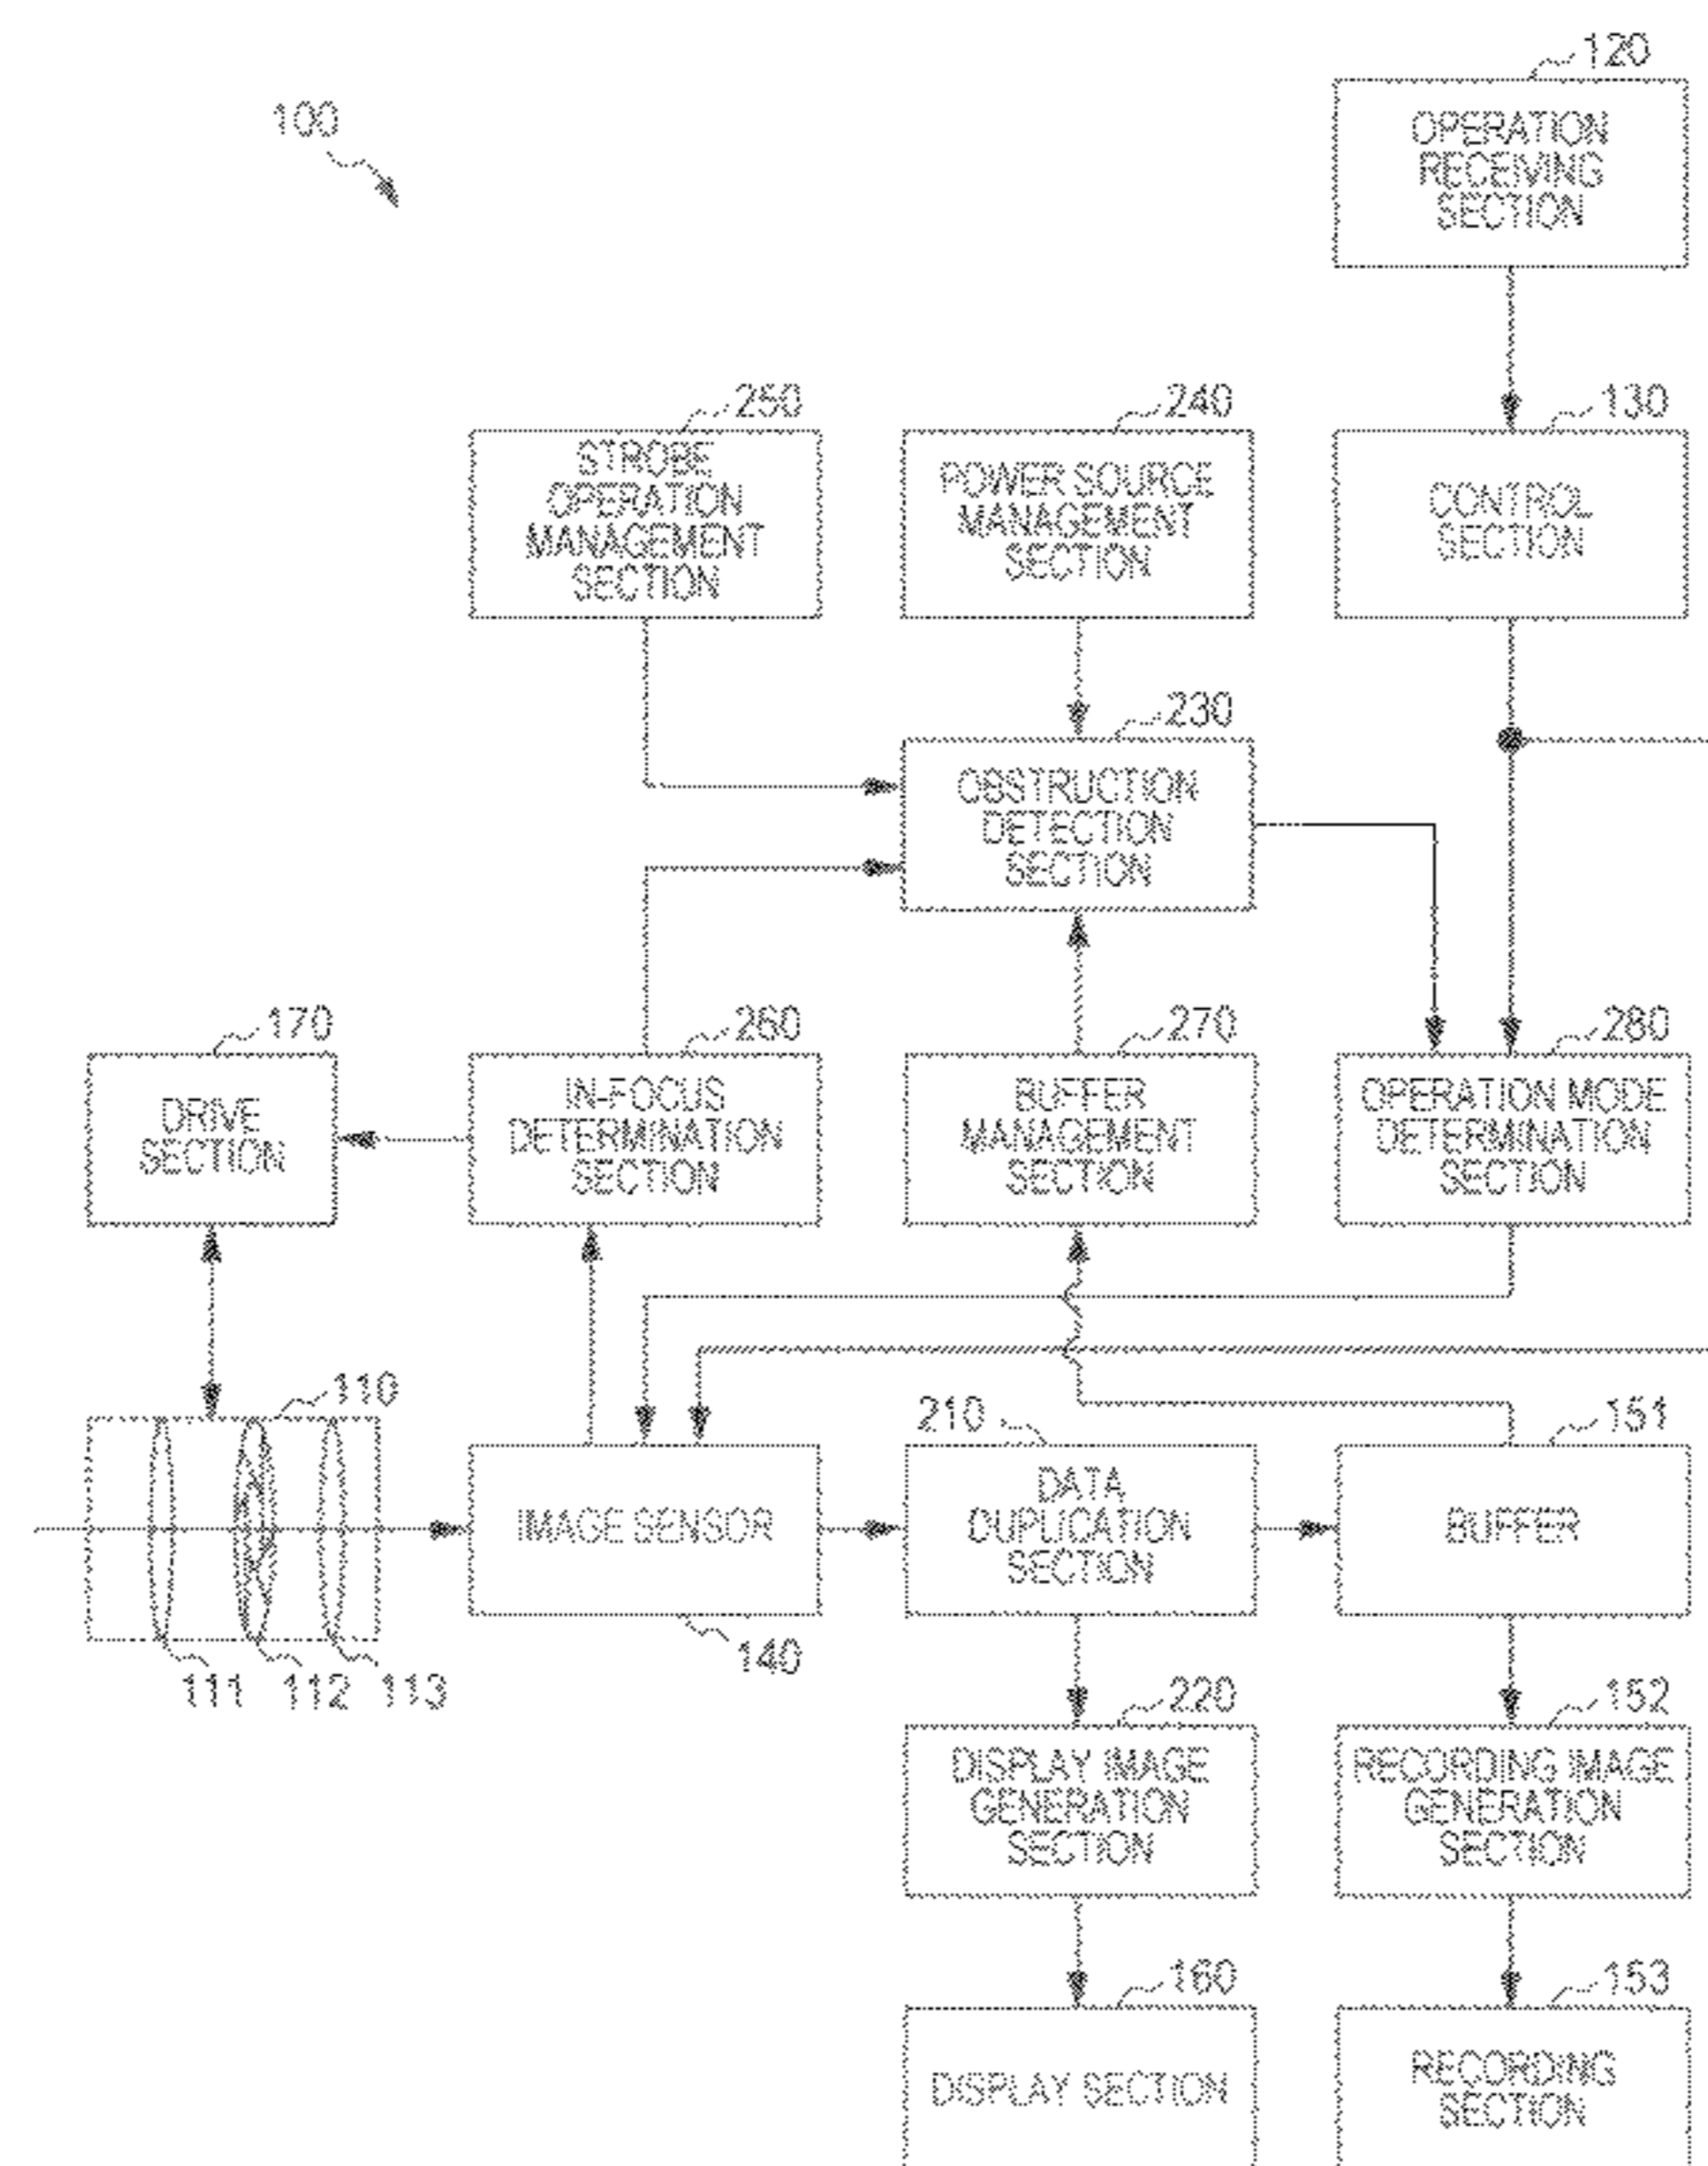 120
100
OPERATION
RECEIVING
SECTION
250
240
130
STROBE
OPERATION
MANAGEMENT
SECTION
POWER SOURCE
MANAGEMENT
SECTION
CONTROL
SECTION
230
OBSTRUCTION
DETECTION
SECTION
170
260
270
280
DRIVE
SECTION
IN-FOCUS
DETERMINATION
SECTION
BUFFER
MANAGEMENT
SECTION
OPERATION MODE
DETERMINATION
SECTION
110
210
151
IMAGE SENSOR
DATA
DUPLICATION
SECTION
BUFFER
140
111 112 113
220
152
DISPLAY IMAGE
GENERATION
SECTION
RECORDING IMAGE
GENERATION
SECTION
160
153
DISPLAY SECTION
RECORDING
SECTION